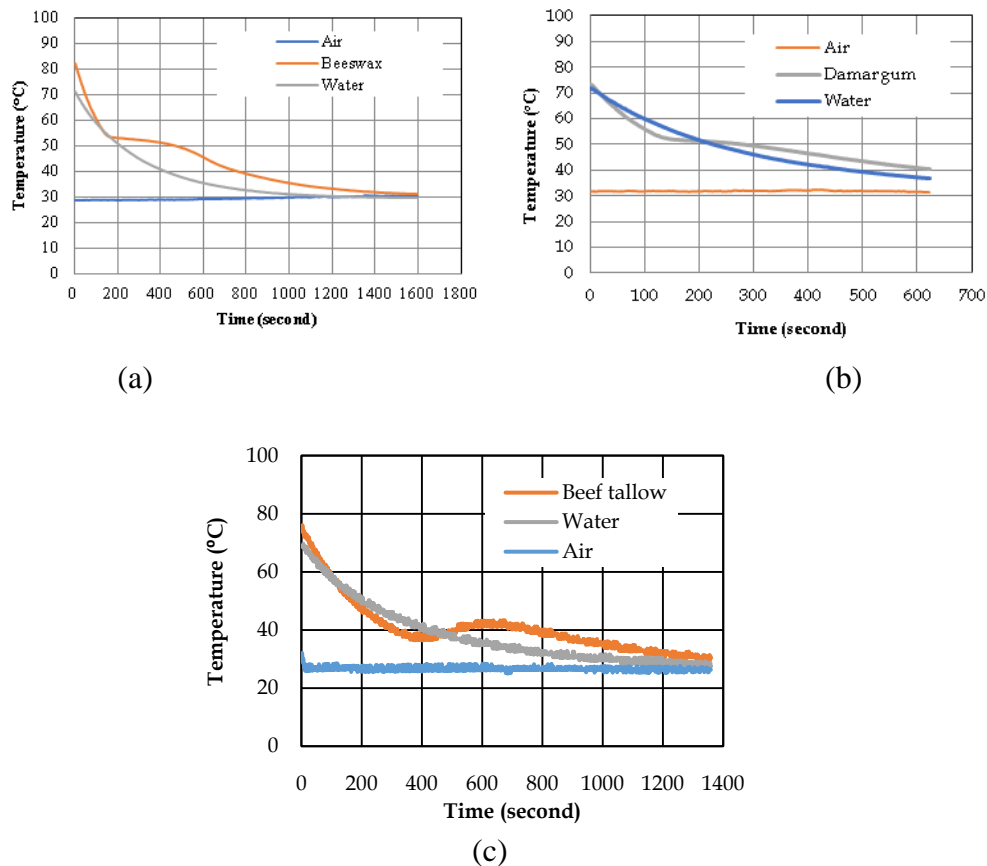 100
90
80
70
60
50
40
30
20
10
0
Temperature (°C)
Air
Beeswax
Water
0 200 400 600 800 1000 1200 1400 1600 1800
Time (second)
(a)
100
90
80
70
60
50
40
30
20
10
0
Temperature (°C)
Air
Damargum
Water
0 100 200 300 400 500 600 700
Time (second)
(b)
100
80
60
40
20
0
Temperature (°C)
Beef tallow
Water
Air
0 200 400 600 800 1000 1200 1400
Time (second)
(c)